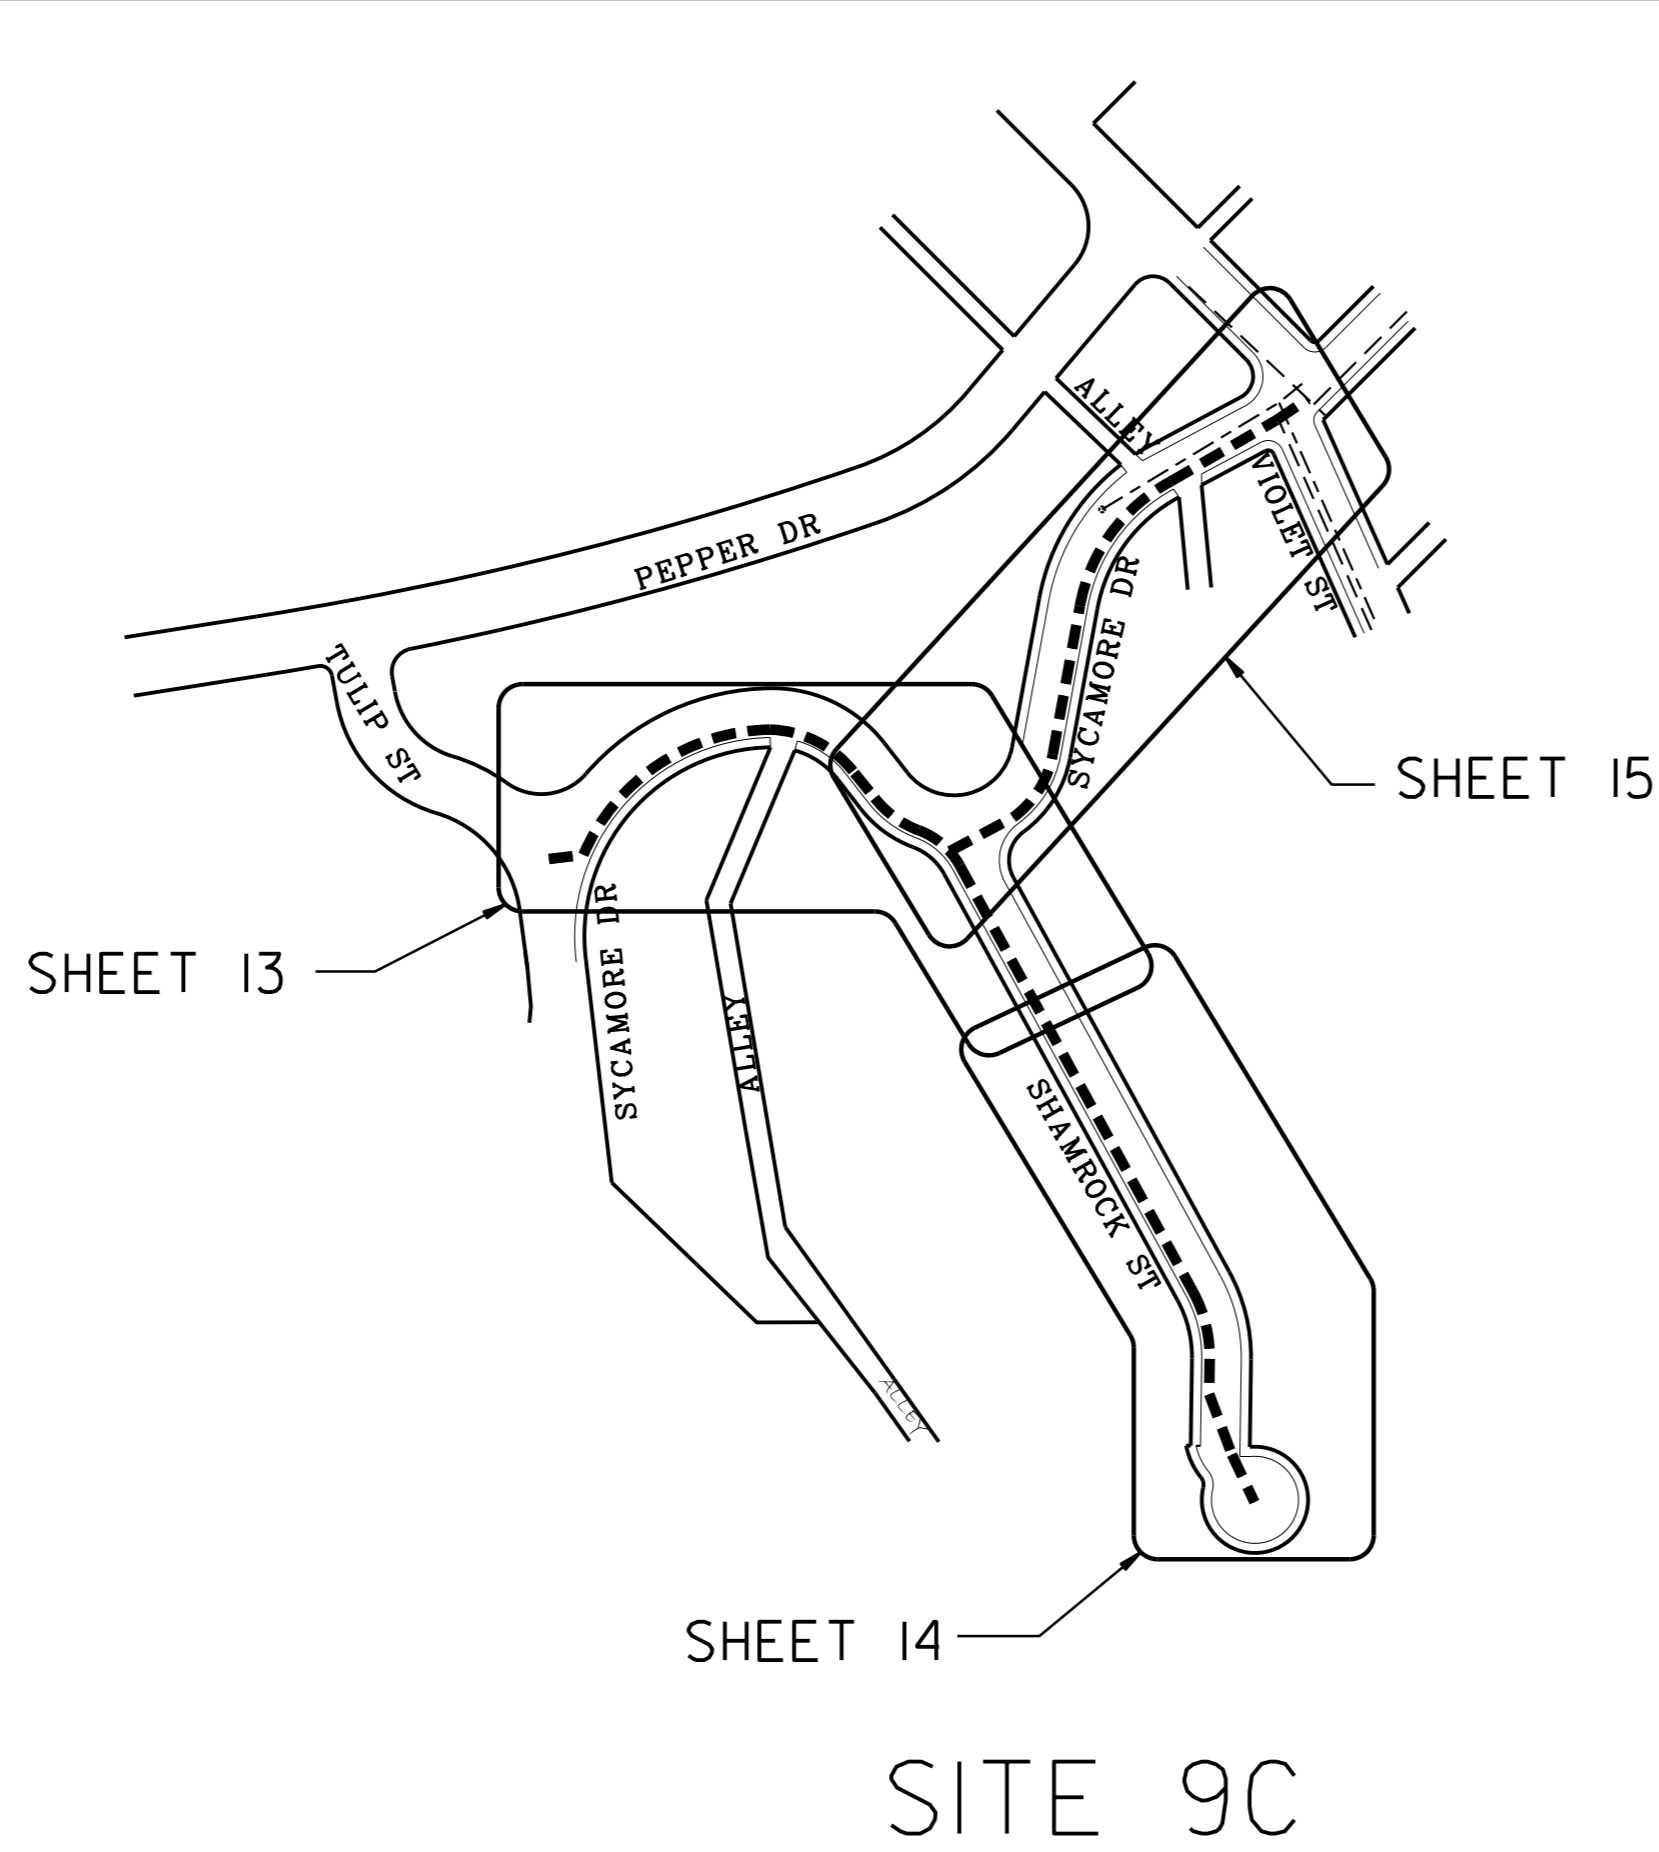 ALLEY
VIOLET ST
PEPPER DR
SYCAMORE DR
TULIP ST
SHEET 15
SHEET 13
SYCAMORE DR
ALLEY
SHAMROCK ST
ALLEY
SHEET 14
SITE 9C